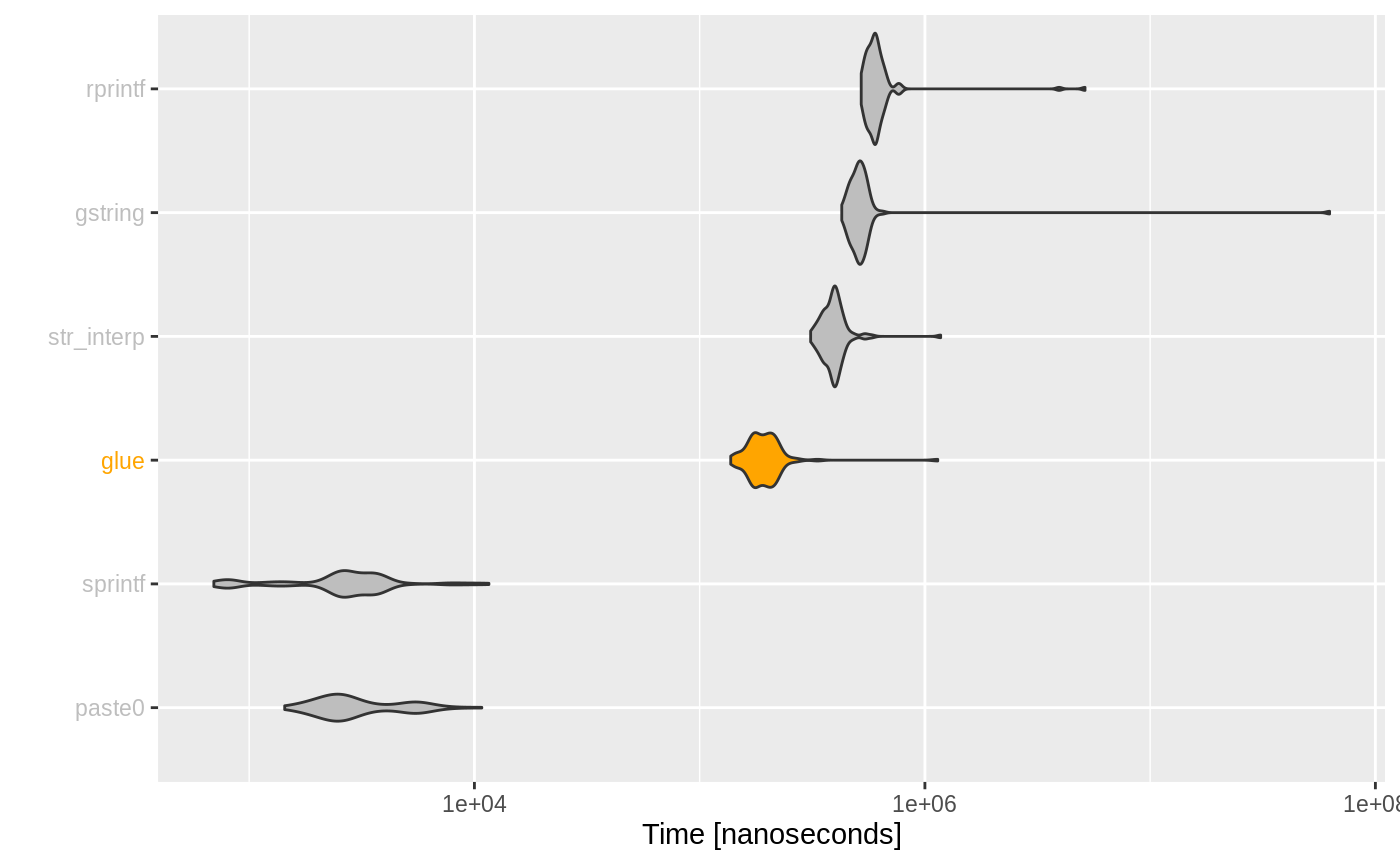 rprintf
gstring
str_interp
glue
sprintf
paste0
1e+04 1e+06 1e+08
Time [nanoseconds]